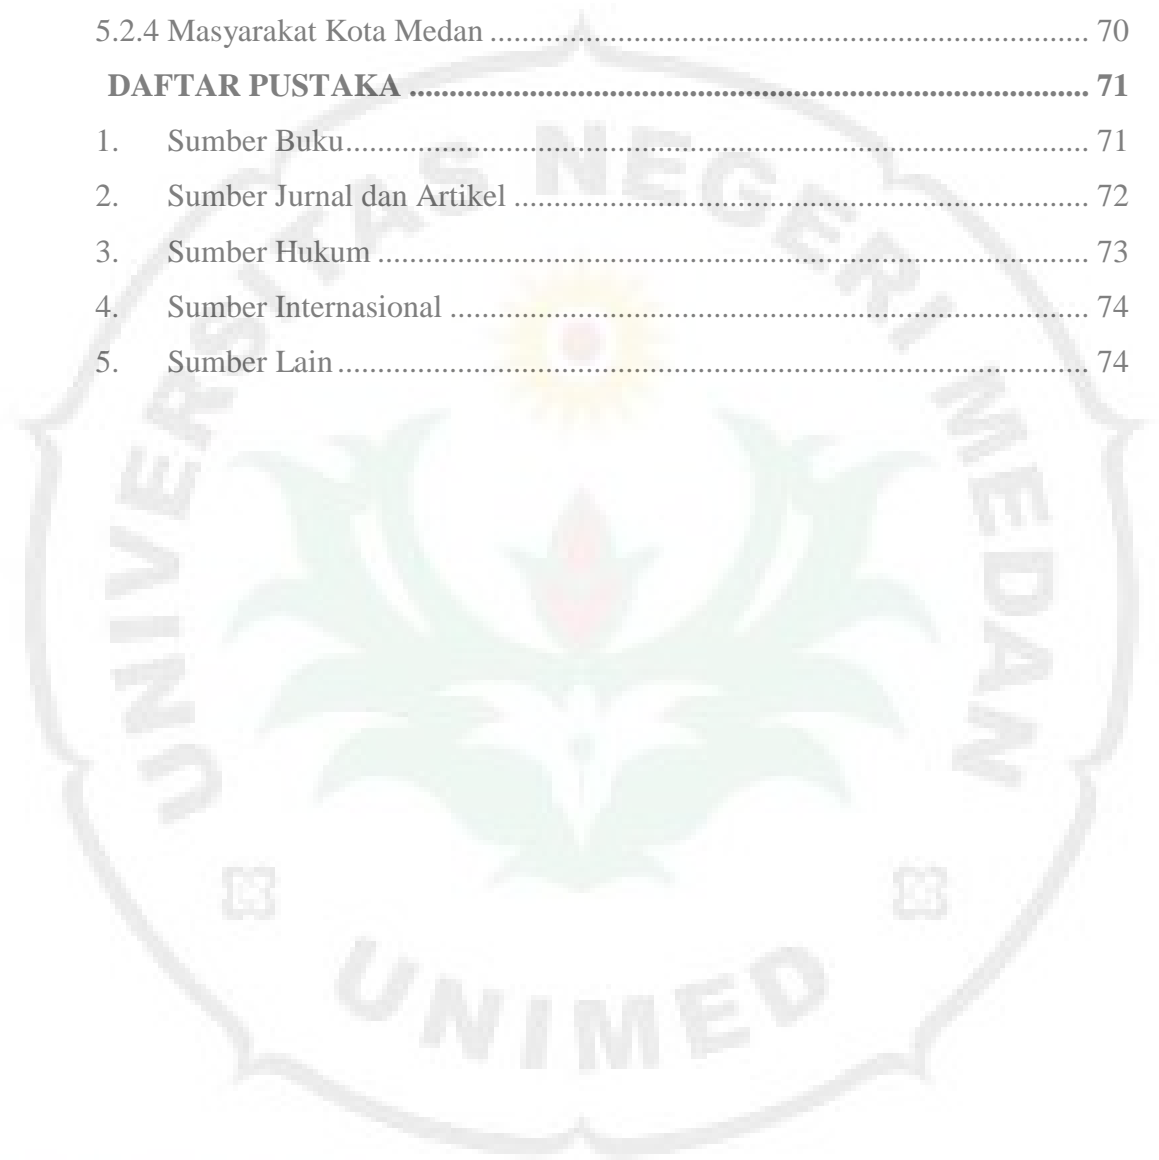 5.2.4 Masyarakat Kota Medan ........................................................................... 70
DAFTAR PUSTAKA ..................................................................................... 71
1. Sumber Buku............................................................................................. 71
2. Sumber Jurnal dan Artikel ........................................................................ 72
3. Sumber Hukum ......................................................................................... 73
4. Sumber Internasional ................................................................................ 74
5. Sumber Lain .............................................................................................. 74
UNIVERSITAS NEGERI MEDAN
UNIMED